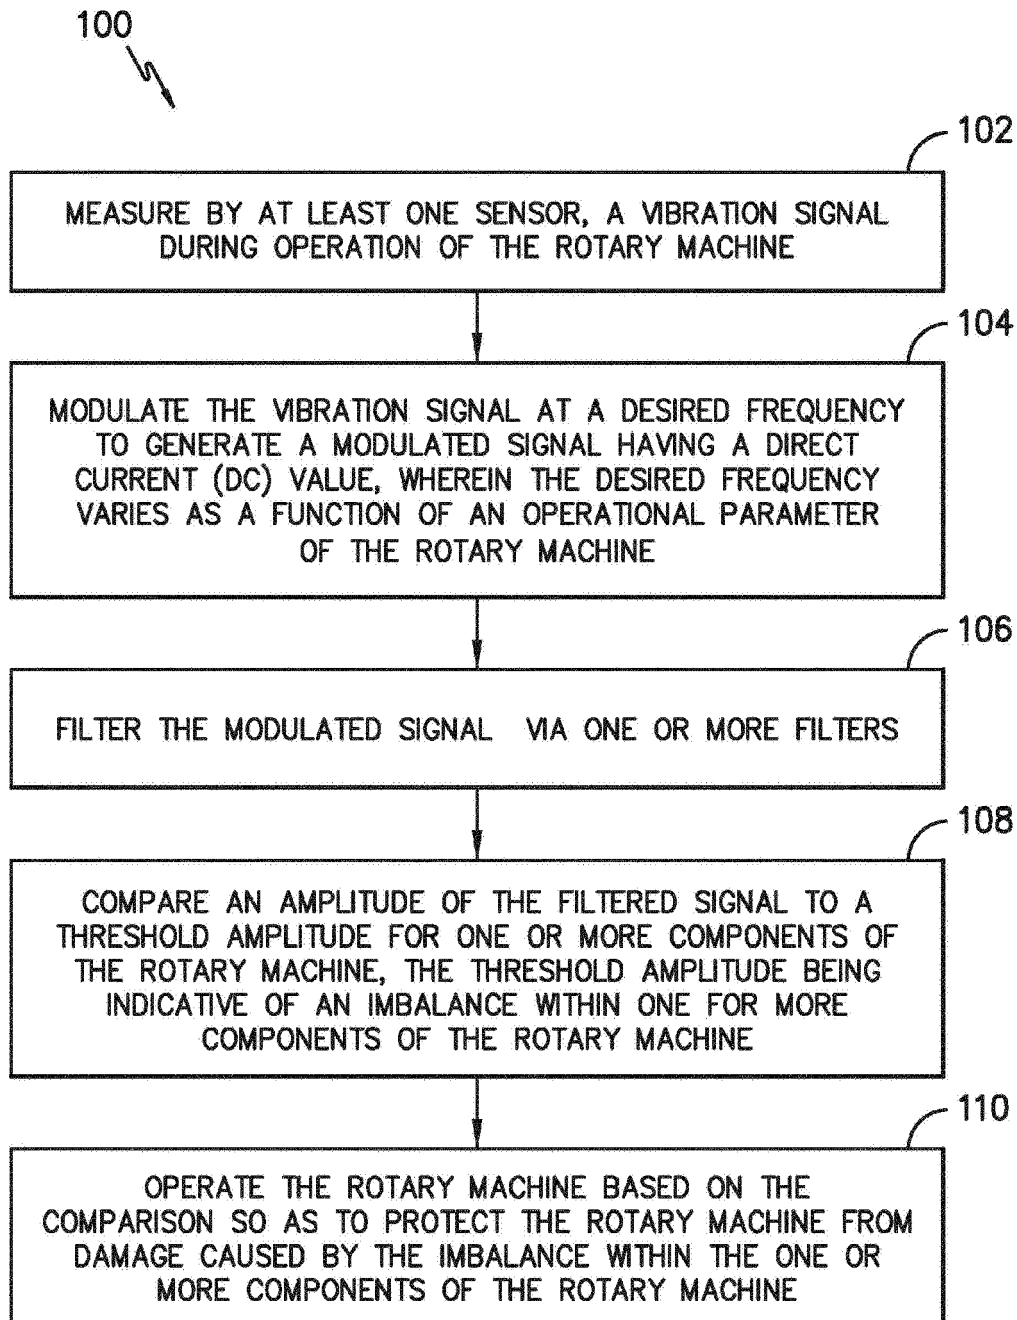 100
102
MEASURE BY AT LEAST ONE SENSOR, A VIBRATION SIGNAL
DURING OPERATION OF THE ROTARY MACHINE
104
MODULATE THE VIBRATION SIGNAL AT A DESIRED FREQUENCY
TO GENERATE A MODULATED SIGNAL HAVING A DIRECT
CURRENT (DC) VALUE, WHEREIN THE DESIRED FREQUENCY
VARIES AS A FUNCTION OF AN OPERATIONAL PARAMETER
OF THE ROTARY MACHINE
106
FILTER THE MODULATED SIGNAL VIA ONE OR MORE FILTERS
108
COMPARE AN AMPLITUDE OF THE FILTERED SIGNAL TO A
THRESHOLD AMPLITUDE FOR ONE OR MORE COMPONENTS OF
THE ROTARY MACHINE, THE THRESHOLD AMPLITUDE BEING
INDICATIVE OF AN IMBALANCE WITHIN ONE FOR MORE
COMPONENTS OF THE ROTARY MACHINE
110
OPERATE THE ROTARY MACHINE BASED ON THE
COMPARISON SO AS TO PROTECT THE ROTARY MACHINE FROM
DAMAGE CAUSED BY THE IMBALANCE WITHIN THE ONE OR
MORE COMPONENTS OF THE ROTARY MACHINE